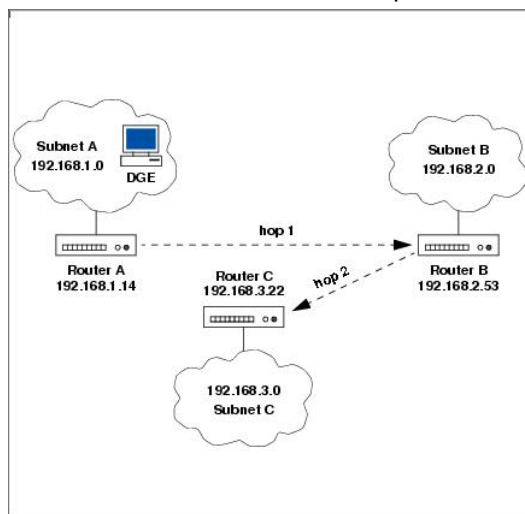 Subnet A
192.168.1.0
DGE
Subnet B
192.168.2.0
hop 1
Router A
192.168.1.14
Router C
192.168.3.22
hop 2
Router B
192.168.2.53
192.168.3.0
Subnet C